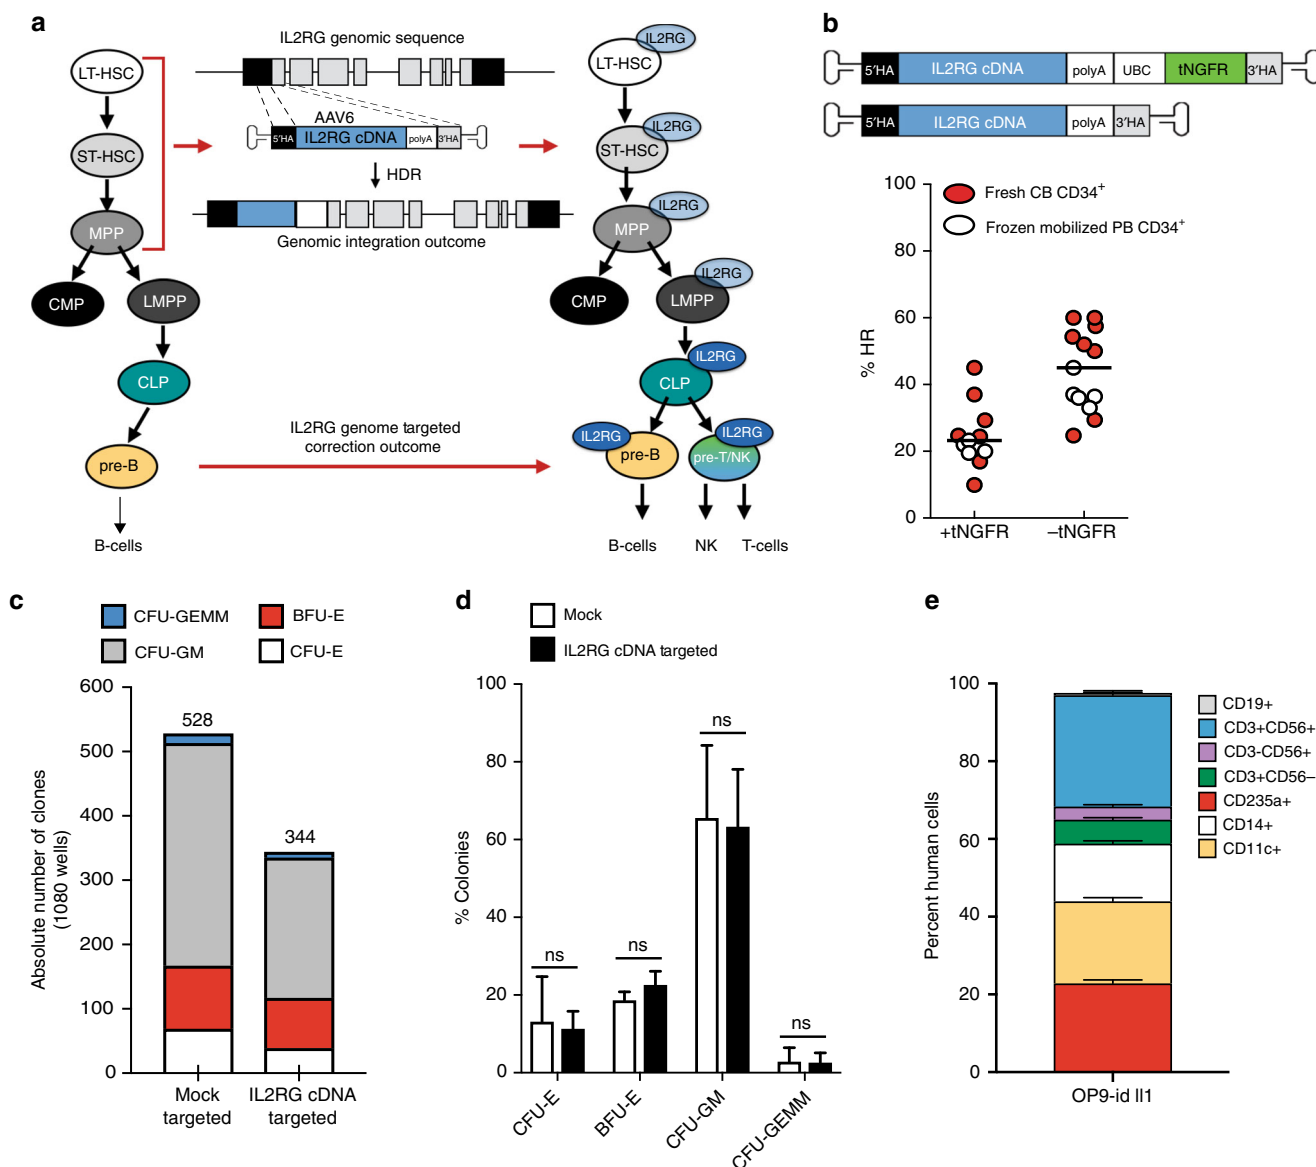 a
IL2RG genomic sequence
LT-HSC
ST-HSC
MPP
CMP
LMPP
CLP
pre-B
B-cells
AAV6
5'HA
IL2RG cDNA
polyA
3'HA
HDR
Genomic integration outcome
IL2RG genome targeted
correction outcome
IL2RG
LT-HSC
IL2RG
ST-HSC
IL2RG
MPP
IL2RG
CMP
LMPP
IL2RG
CLP
IL2RG
pre-B
IL2RG
pre-T/NK
B-cells
NK
T-cells
b
5'HA
IL2RG cDNA
polyA
UBC
tNGFR
3'HA
5'HA
IL2RG cDNA
polyA
3'HA
Fresh CB CD34+
Frozen mobilized PB CD34+
% HR
100
80
60
40
20
0
+tNGFR
–tNGFR
c
CFU-GEMM
BFU-E
CFU-GM
CFU-E
Absolute number of clones
(1080 wells)
600
500
400
300
200
100
0
528
344
Mock
targeted
IL2RG cDNA
targeted
d
Mock
IL2RG cDNA targeted
% Colonies
100
80
60
40
20
0
ns
ns
ns
ns
CFU-E
BFU-E
CFU-GM
CFU-GEMM
e
Percent human cells
100
80
60
40
20
0
OP9-id ll1
CD19+
CD3+CD56+
CD3-CD56+
CD3+CD56–
CD235a+
CD14+
CD11c+